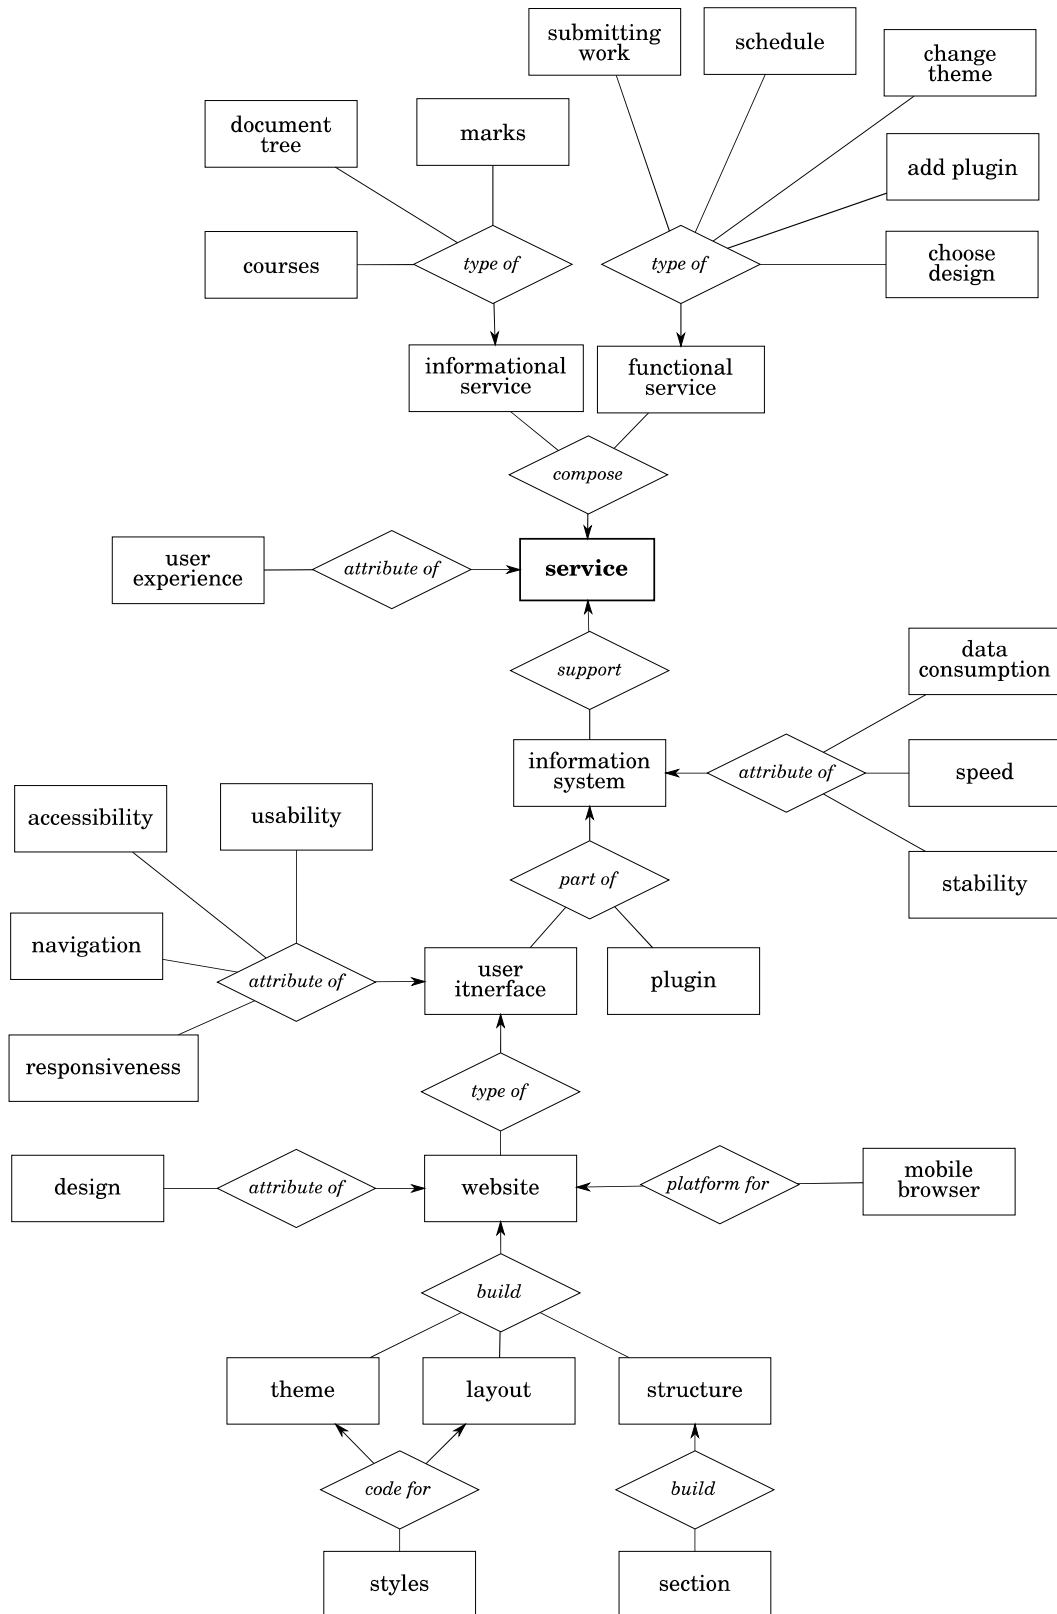 submitting
work
schedule
change
theme
document
tree
marks
add plugin
courses
type of
type of
choose
design
informational
service
functional
service
compose
user
experience
attribute of
service
support
data
consumption
information
system
attribute of
speed
accessibility
usability
part of
stability
navigation
attribute of
user
itnerface
plugin
responsiveness
type of
design
attribute of
website
platform for
mobile
browser
build
theme
layout
structure
code for
build
styles
section